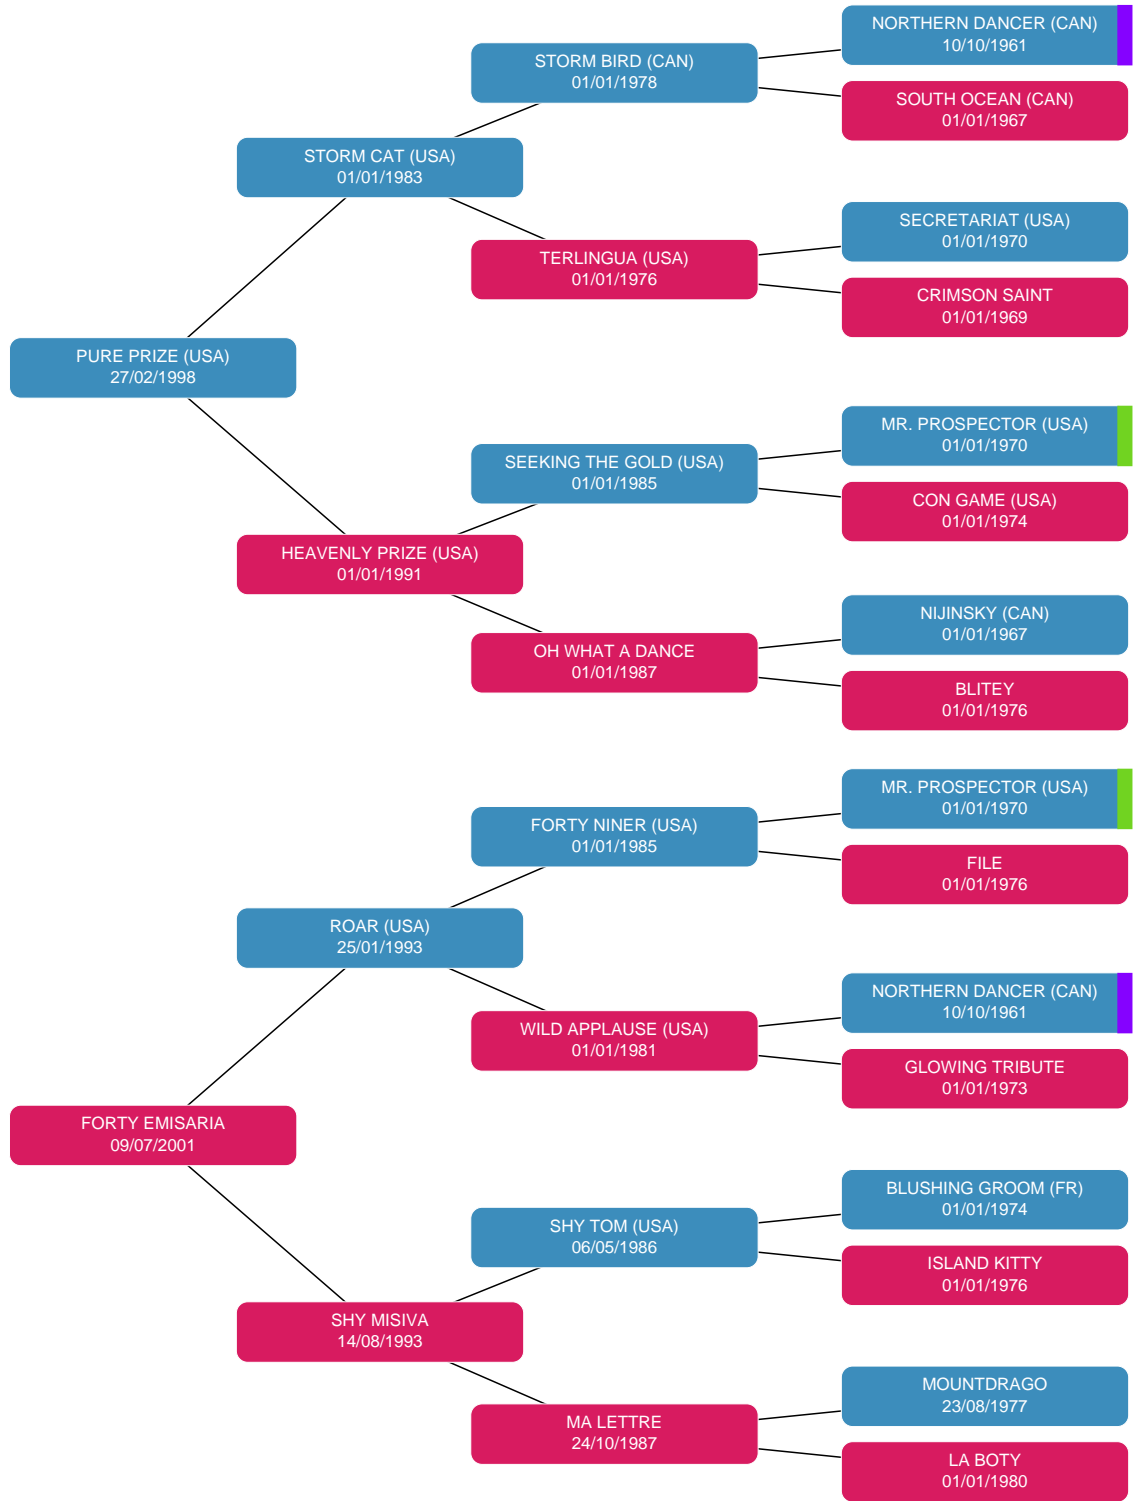 NORTHERN DANCER (CAN)
10/10/1961
STORM BIRD (CAN)
01/01/1978
SOUTH OCEAN (CAN)
01/01/1967
STORM CAT (USA)
01/01/1983
SECRETARIAT (USA)
01/01/1970
TERLINGUA (USA)
01/01/1976
CRIMSON SAINT
01/01/1969
PURE PRIZE (USA)
27/02/1998
MR. PROSPECTOR (USA)
01/01/1970
SEEKING THE GOLD (USA)
01/01/1985
CON GAME (USA)
01/01/1974
HEAVENLY PRIZE (USA)
01/01/1991
NIJINSKY (CAN)
01/01/1967
OH WHAT A DANCE
01/01/1987
BLITEY
01/01/1976
MR. PROSPECTOR (USA)
01/01/1970
FORTY NINER (USA)
01/01/1985
FILE
01/01/1976
ROAR (USA)
25/01/1993
NORTHERN DANCER (CAN)
10/10/1961
WILD APPLAUSE (USA)
01/01/1981
GLOWING TRIBUTE
01/01/1973
FORTY EMISARIA
09/07/2001
BLUSHING GROOM (FR)
01/01/1974
SHY TOM (USA)
06/05/1986
ISLAND KITTY
01/01/1976
SHY MISIVA
14/08/1993
MOUNTDRAGO
23/08/1977
MA LETTRE
24/10/1987
LA BOTY
01/01/1980